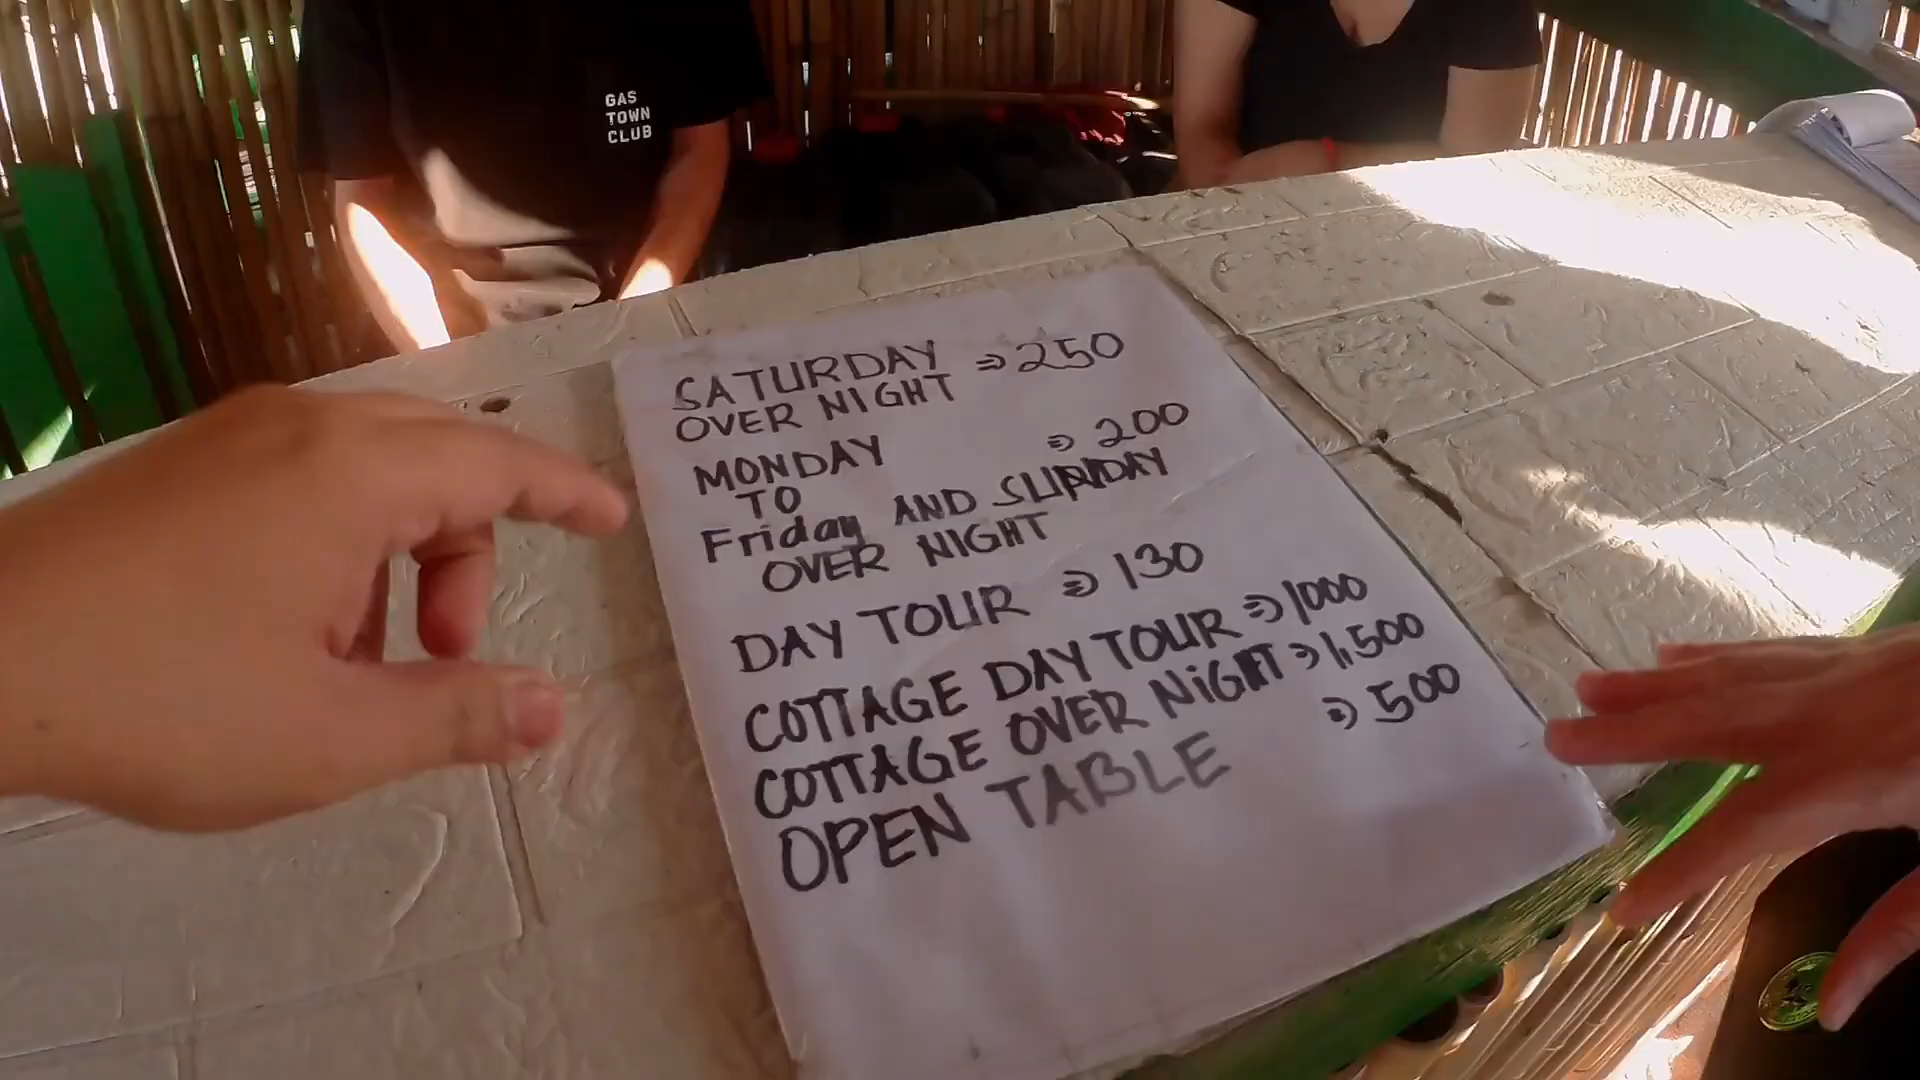 GAS
TOWN
CLUB
SATURDAY ⇒ 250
OVER NIGHT
MONDAY ⇒ 200
TO
Friday AND SUNDAY
OVER NIGHT
DAY TOUR ⇒ 130
COTTAGE DAY TOUR ⇒ 1000
COTTAGE OVER NIGHT ⇒ 1,500
OPEN TABLE ⇒ 500